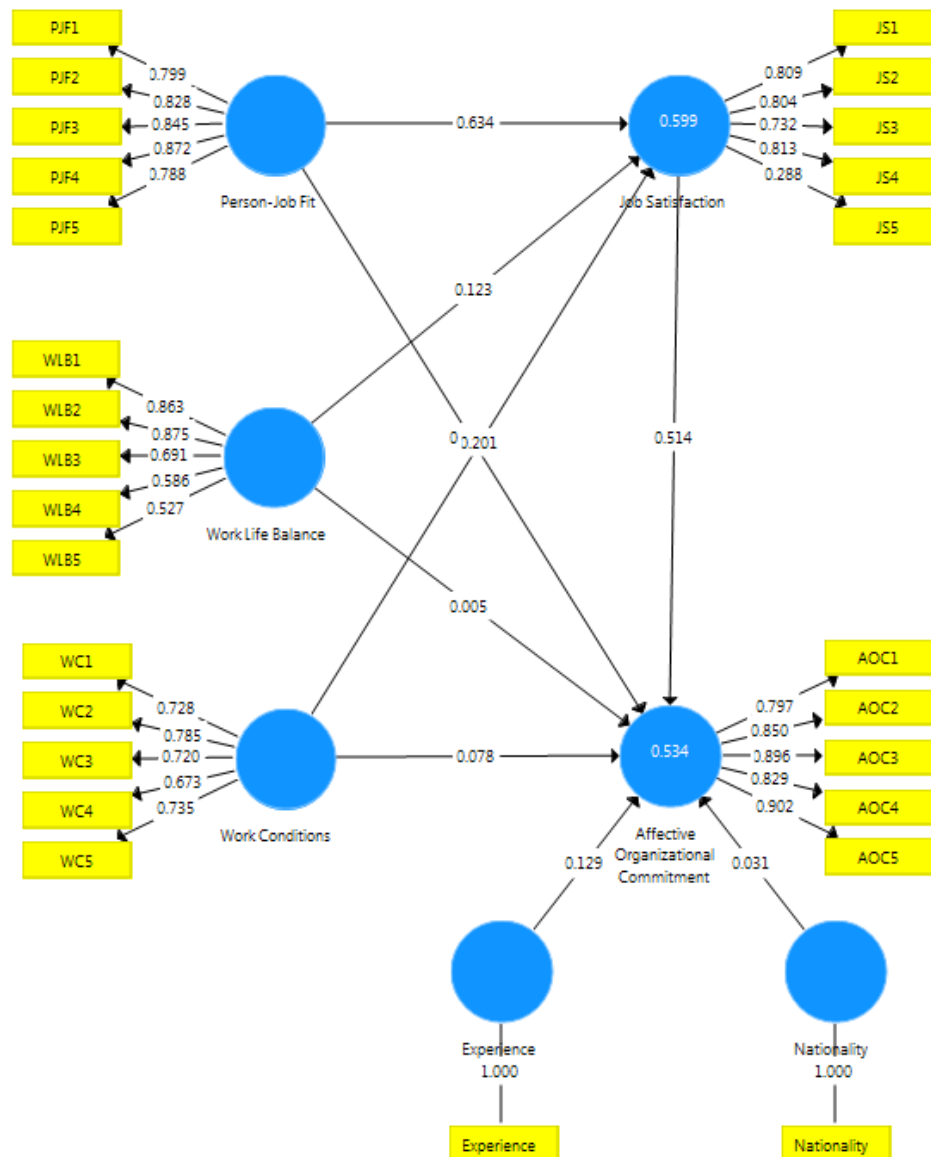 PJF1
PJF2
PJF3
PJF4
PJF5
0.799
0.828
0.845
0.872
0.788
Person-Job Fit
0.634
0.599
Job Satisfaction
0.809
0.804
0.732
0.813
0.288
JS1
JS2
JS3
JS4
JS5
0.123
WLB1
WLB2
WLB3
WLB4
WLB5
0.863
0.875
0.691
0.586
0.527
Work Life Balance
0.201
0.514
0.005
WC1
WC2
WC3
WC4
WC5
0.728
0.785
0.720
0.673
0.735
Work Conditions
0.078
0.534
Affective
Organizational
Commitment
0.797
0.850
0.896
0.829
0.902
AOC1
AOC2
AOC3
AOC4
AOC5
0.129
0.031
Experience
1.000
Experience
Nationality
1.000
Nationality